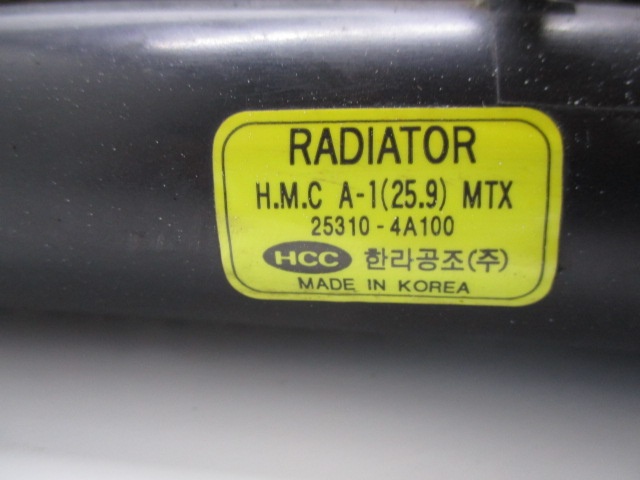 RADIATOR
H.M.C A-1(25.9) MTX
25310-4A100
HCC 한라공조(주)
MADE IN KOREA